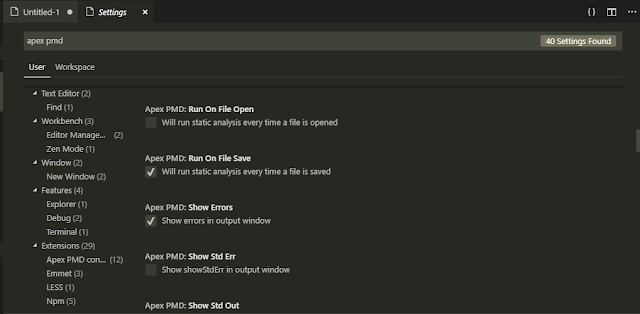 Untitled-1
Settings
apex pmd
40 Settings Found
User
Workspace
Text Editor (2)
Find (1)
Workbench (3)
Editor Manage... (2)
Zen Mode (1)
Window (2)
New Window (2)
Features (4)
Explorer (1)
Debug (2)
Terminal (1)
Extensions (29)
Apex PMD con... (12)
Emmet (3)
LESS (1)
Npm (5)
Apex PMD: Run On File Open
Will run static analysis every time a file is opened
Apex PMD: Run On File Save
Will run static analysis every time a file is saved
Apex PMD: Show Errors
Show errors in output window
Apex PMD: Show Std Err
Show showStdErr in output window
Apex PMD: Show Std Out